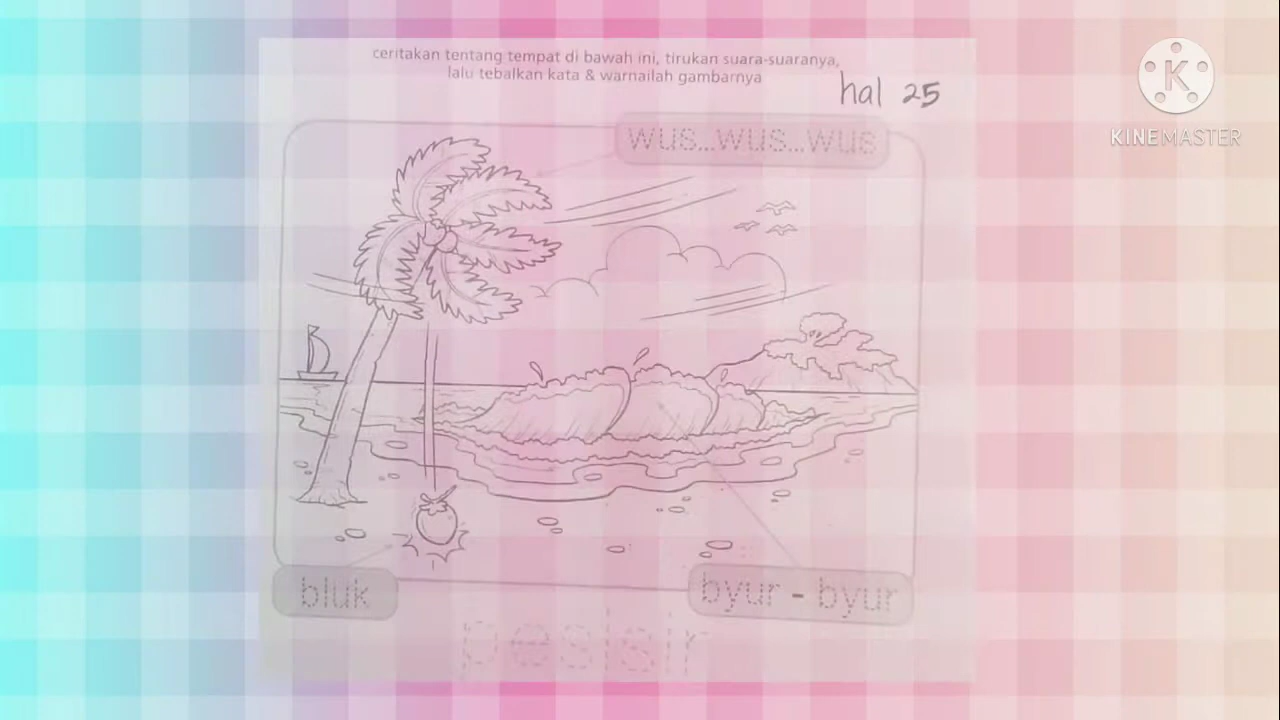 ceritakan tentang tempat di bawah ini, tirukan suara-suaranya,
lalu tebalkan kata & warnailah gambarnya
hal 25
KINEMASTER
wus...wus...wus
bluk
byur - byur
pesisir